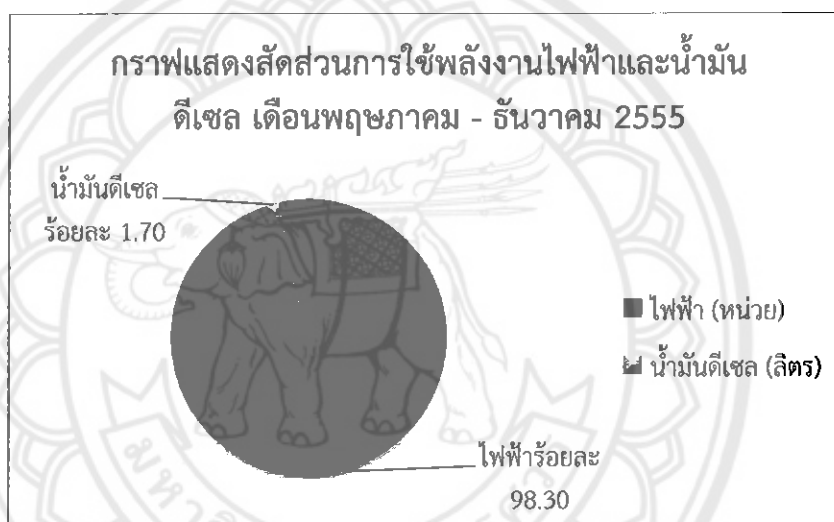 กราฟแสดงสัดส่วนการใช้พลังงานไฟฟ้าและน้ำมัน
ดีเซล เดือนพฤษภาคม - ธันวาคม 2555
น้ำมันดีเซล
ร้อยละ 1.70
ไฟฟ้า (หน่วย)
น้ำมันดีเซล (ลิตร)
ไฟฟ้าร้อยละ
98.30